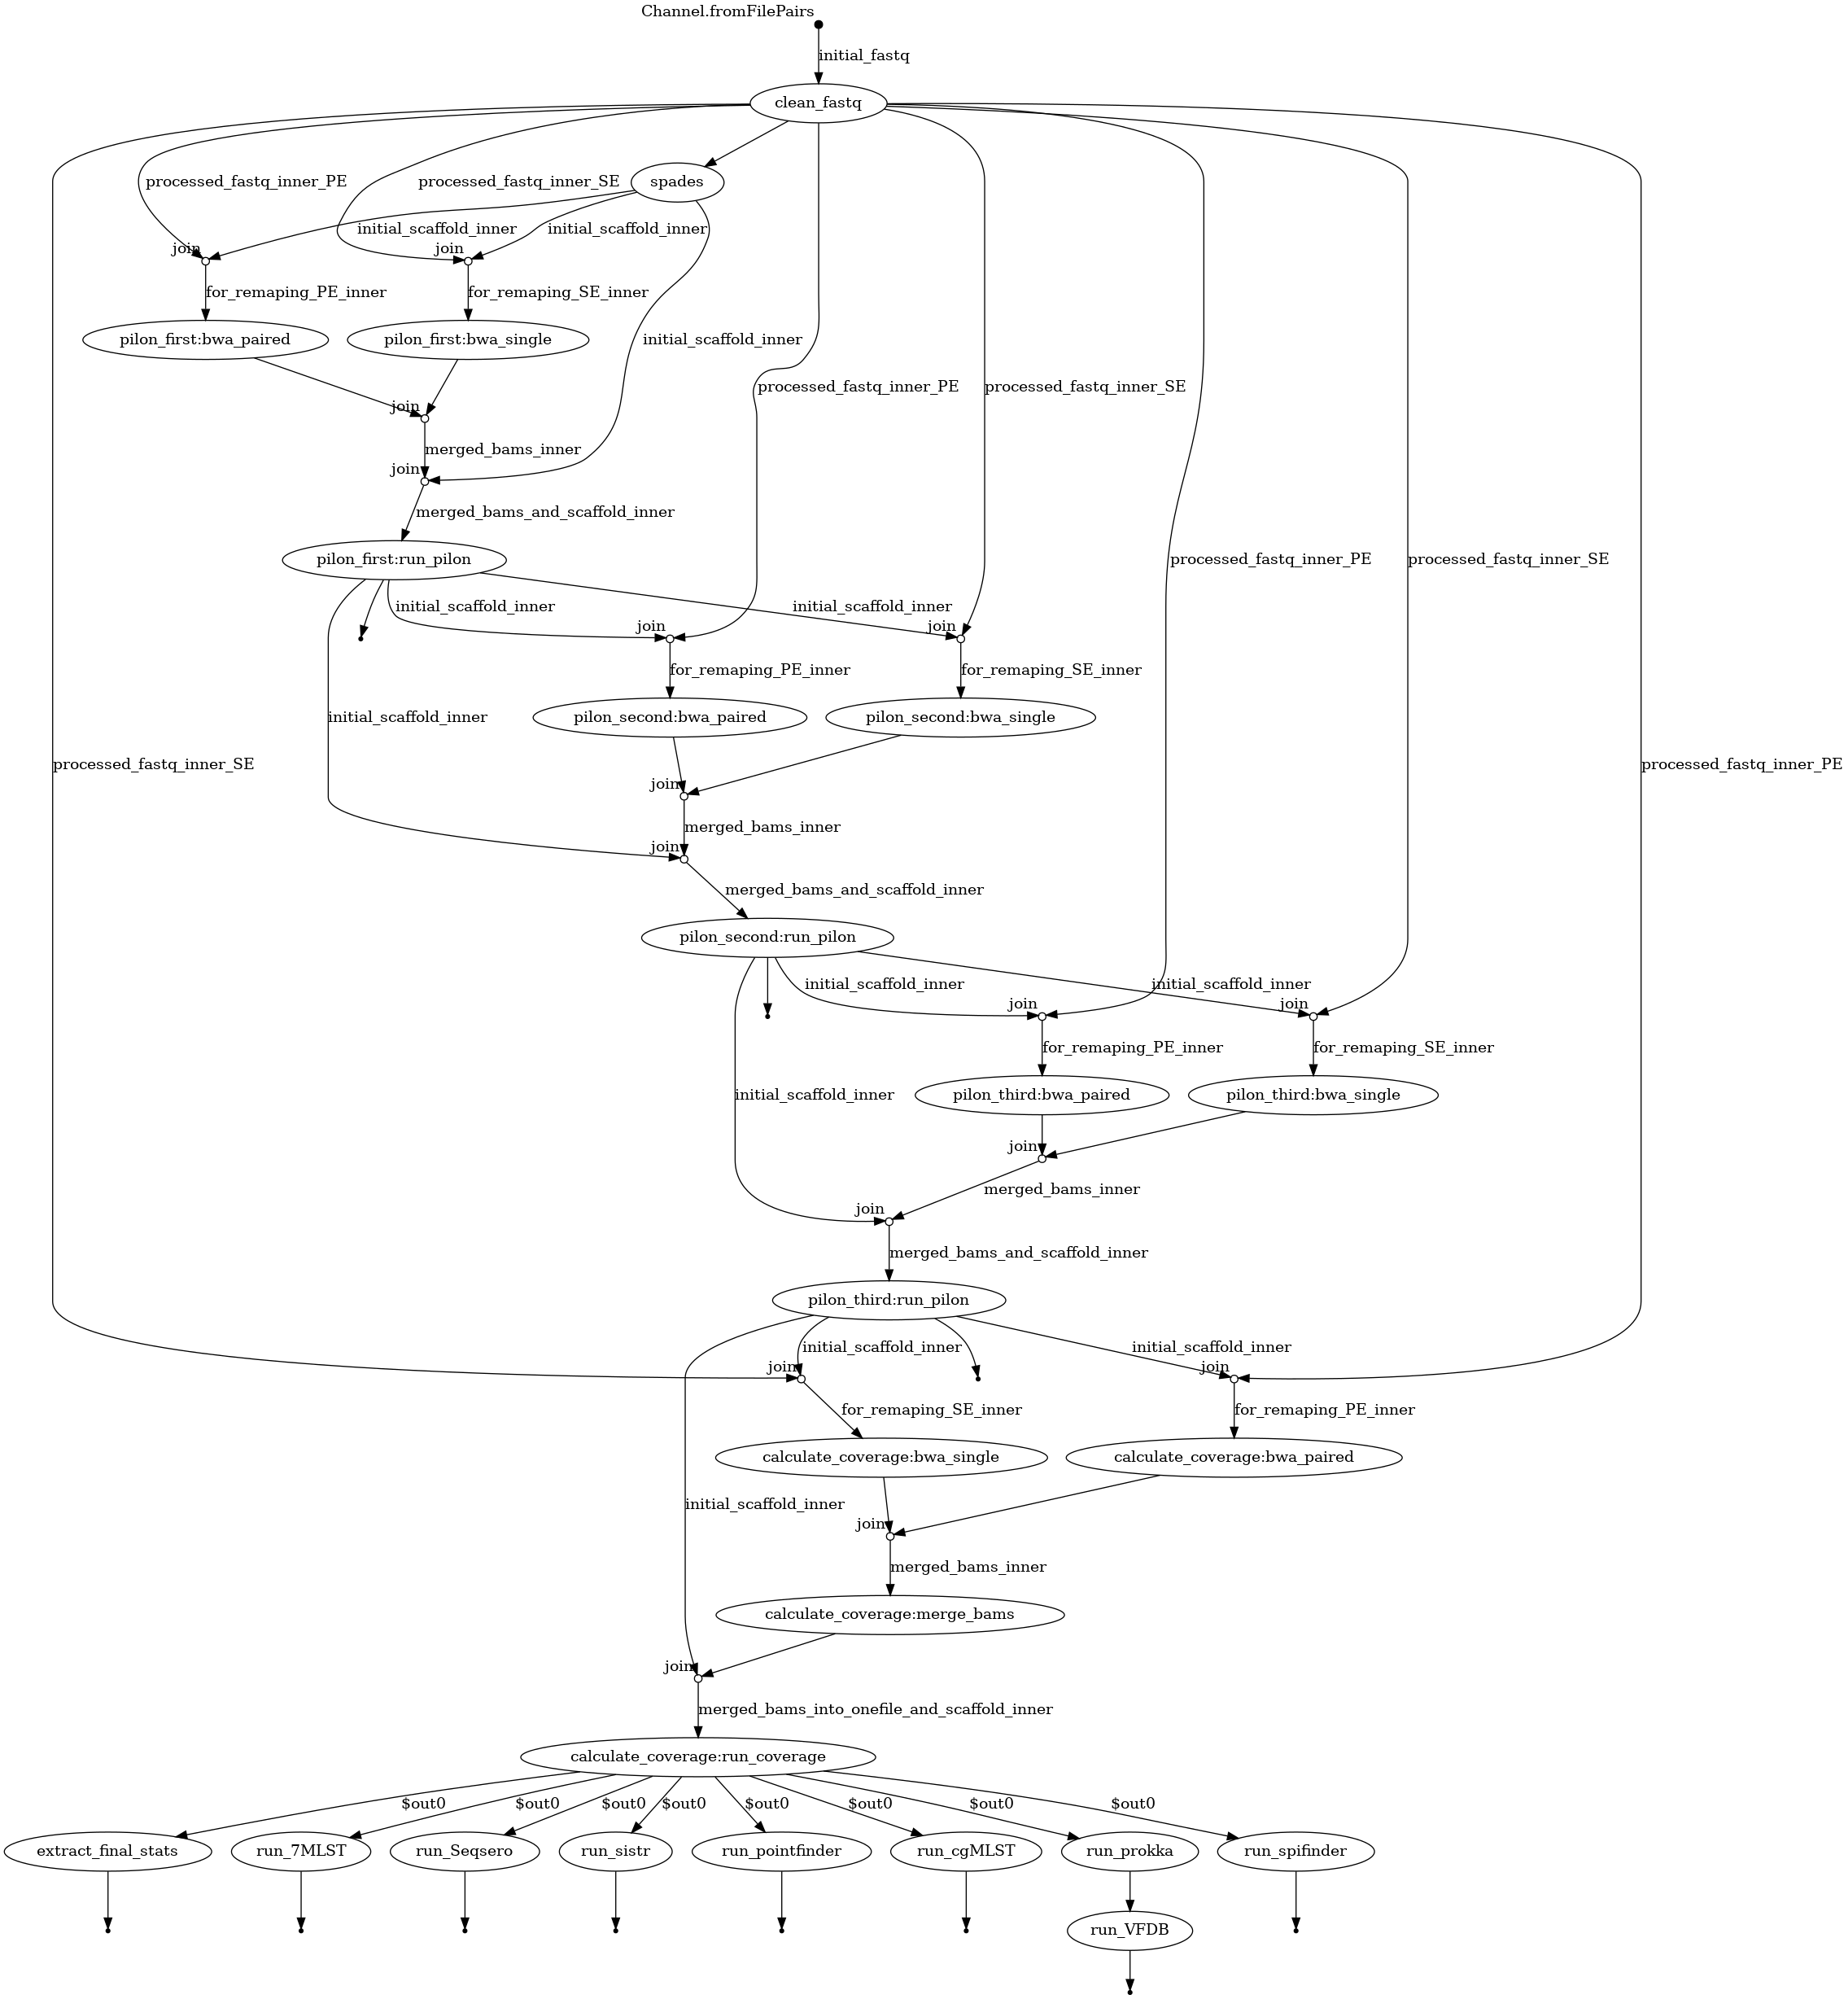 Channel.fromFilePairs
initial_fastq
clean_fastq
processed_fastq_inner_PE
processed_fastq_inner_SE
spades
initial_scaffold_inner
initial_scaffold_inner
join
join
for_remaping_PE_inner
for_remaping_SE_inner
pilon_first:bwa_paired
pilon_first:bwa_single
initial_scaffold_inner
processed_fastq_inner_PE
processed_fastq_inner_SE
join
merged_bams_inner
join
merged_bams_and_scaffold_inner
pilon_first:run_pilon
processed_fastq_inner_PE
processed_fastq_inner_SE
initial_scaffold_inner
initial_scaffold_inner
join
join
for_remaping_PE_inner
for_remaping_SE_inner
initial_scaffold_inner
pilon_second:bwa_paired
pilon_second:bwa_single
processed_fastq_inner_SE
processed_fastq_inner_PE
join
merged_bams_inner
join
merged_bams_and_scaffold_inner
pilon_second:run_pilon
initial_scaffold_inner
initial_scaffold_inner
join
join
for_remaping_PE_inner
for_remaping_SE_inner
initial_scaffold_inner
pilon_third:bwa_paired
pilon_third:bwa_single
join
merged_bams_inner
join
merged_bams_and_scaffold_inner
pilon_third:run_pilon
initial_scaffold_inner
initial_scaffold_inner
join
join
for_remaping_SE_inner
for_remaping_PE_inner
calculate_coverage:bwa_single
calculate_coverage:bwa_paired
initial_scaffold_inner
join
merged_bams_inner
calculate_coverage:merge_bams
join
merged_bams_into_onefile_and_scaffold_inner
calculate_coverage:run_coverage
$out0
$out0
$out0
$out0
$out0
$out0
$out0
$out0
extract_final_stats
run_7MLST
run_Seqsero
run_sistr
run_pointfinder
run_cgMLST
run_prokka
run_spifinder
run_VFDB